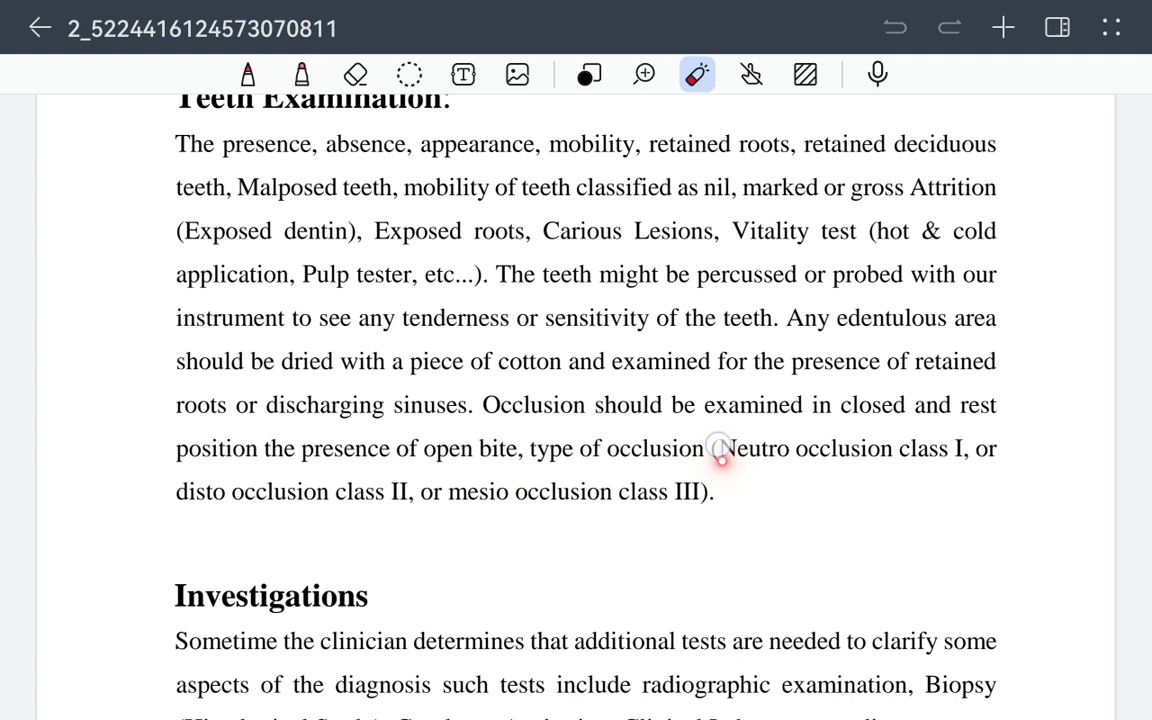 2_5224416124573070811
Teeth Examination:
The presence, absence, appearance, mobility, retained roots, retained deciduous
teeth, Malposed teeth, mobility of teeth classified as nil, marked or gross Attrition
(Exposed dentin), Exposed roots, Carious Lesions, Vitality test (hot & cold
application, Pulp tester, etc...). The teeth might be percussed or probed with our
instrument to see any tenderness or sensitivity of the teeth. Any edentulous area
should be dried with a piece of cotton and examined for the presence of retained
roots or discharging sinuses. Occlusion should be examined in closed and rest
position the presence of open bite, type of occlusion (Neutro occlusion class I, or
disto occlusion class II, or mesio occlusion class III).
Investigations
Sometime the clinician determines that additional tests are needed to clarify some
aspects of the diagnosis such tests include radiographic examination, Biopsy